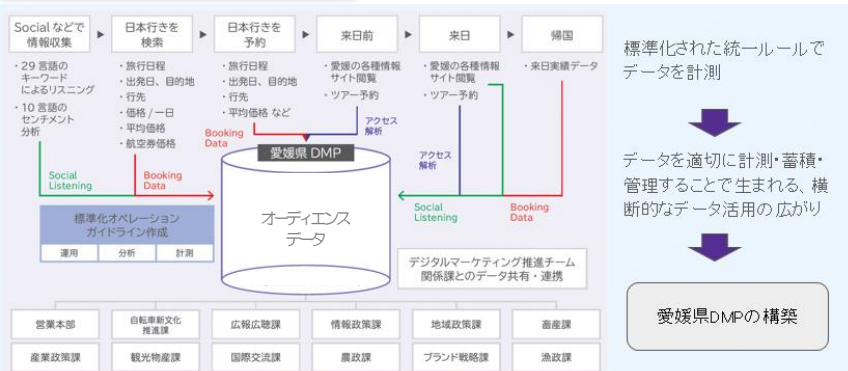 Social などで
情報収集
日本行きを
検索
日本行きを
予約
来日前
来日
帰国
・29 言語の
キーワード
によるリスニング
・10 言語の
センチメント
分析
・旅行日程
・出発日、目的地
・行先
・価格 / 一日
・平均価格
・航空券価格
・旅行日程
・出発日、目的地
・行先
・平均価格 など
・愛媛の各種情報
サイト閲覧
・ツアー予約
・愛媛の各種情報
サイト閲覧
・ツアー予約
・来日実績データ
Social
Listening
Booking
Data
Booking
Data
アクセス
解析
アクセス
解析
Social
Listening
Booking
Data
愛媛県 DMP
オーディエンス
データ
標準化オペレーション
ガイドライン作成
運用
分析
計測
デジタルマーケティング推進チーム
関係課とのデータ共有・連携
営業本部
自転車新文化
推進課
広報広聴課
情報政策課
地域政策課
畜産課
産業政策課
観光物産課
国際交流課
農政課
ブランド戦略課
漁政課
標準化された統一ルールで
データを計測
データを適切に計測・蓄積・
管理することで生まれる、横
断的なデータ活用の広がり
愛媛県DMPの構築